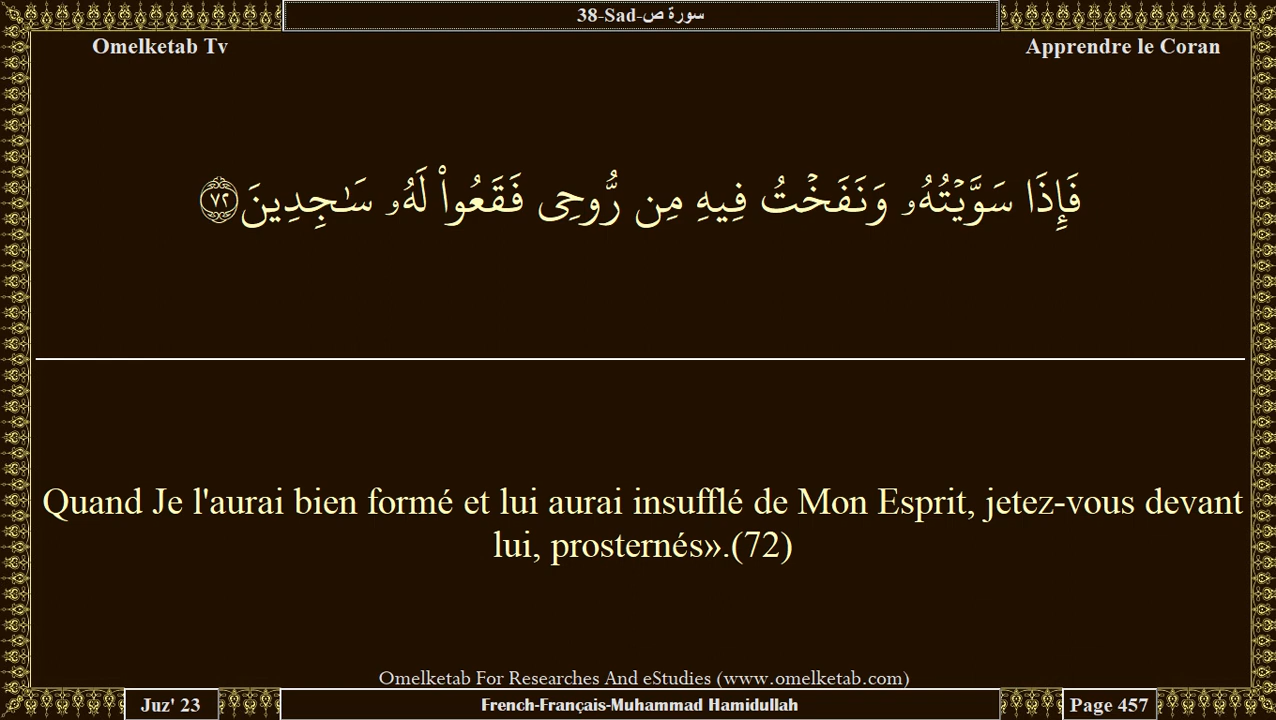 38-Sad-سورة ص
Omelketab Tv
Apprendre le Coran
فَإِذَا سَوَّيْتُهُۥ وَنَفَخْتُ فِيهِ مِن رُّوحِى فَقَعُوا۟ لَهُۥ سَـٰجِدِينَ ﴿٧٢﴾
Quand Je l'aurai bien formé et lui aurai insufflé de Mon Esprit, jetez-vous devant
lui, prosternés».(72)
Omelketab For Researches And eStudies (www.omelketab.com)
Juz' 23
French-Français-Muhammad Hamidullah
Page 457